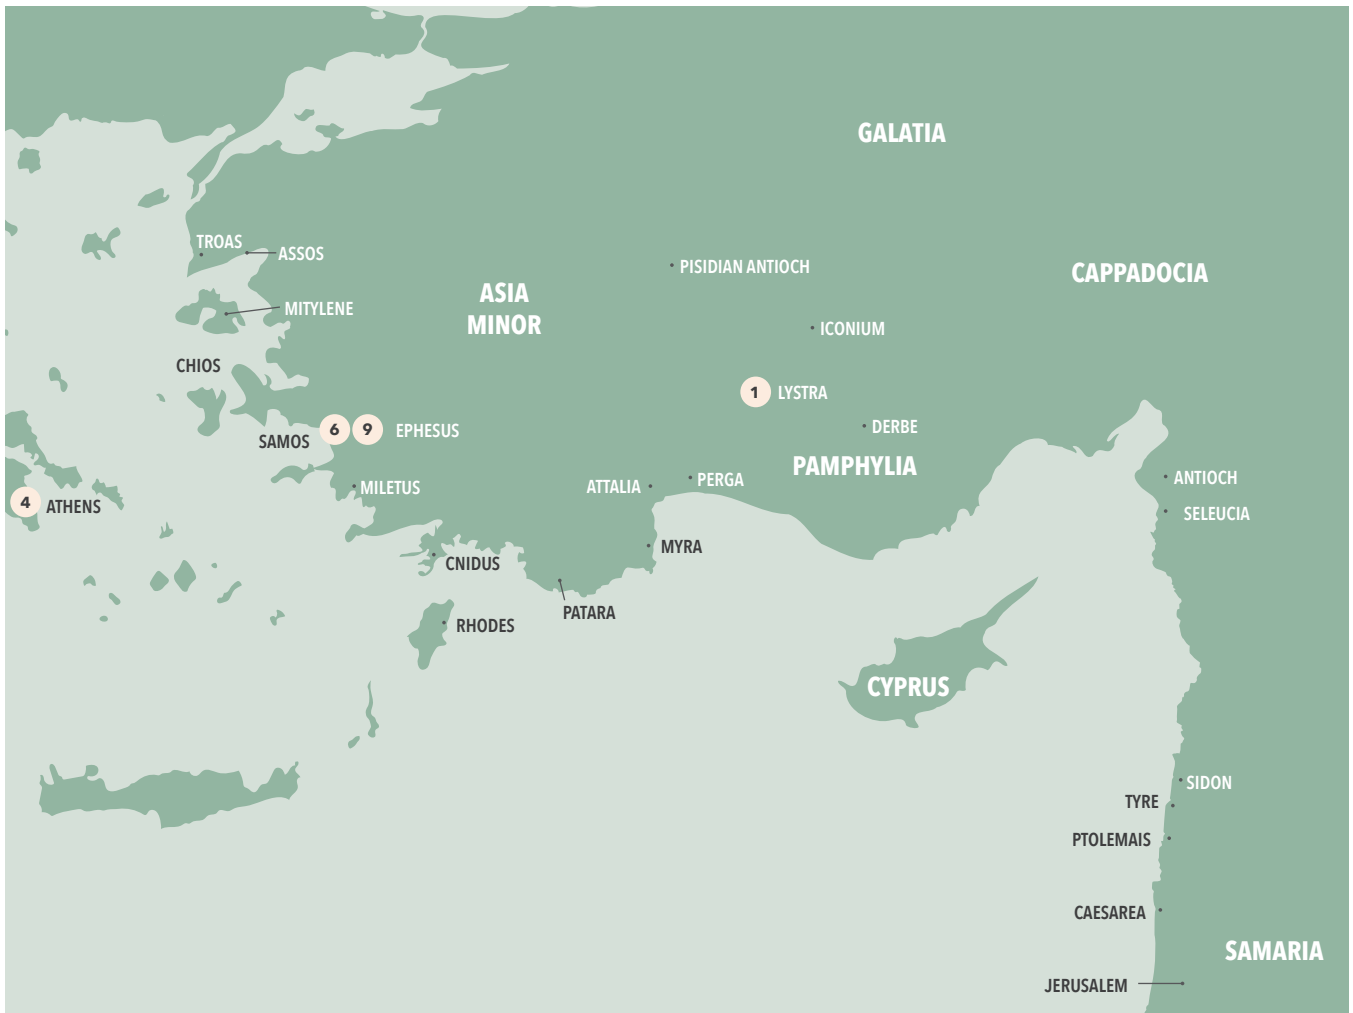 GALATIA
TROAS
ASSOS
PISIDIAN ANTIOCH
CAPPADOCIA
ASIA
MINOR
MITYLENE
ICONIUM
CHIOS
1 LYSTRA
DERBE
SAMOS
6 9 EPHESUS
PAMPHYLIA
4 ATHENS
MILETUS
ATTALIA
PERGA
ANTIOCH
SELEUCIA
MYRA
CNIDUS
PATARA
RHODES
CYPRUS
SIDON
TYRE
PTOLEMAIS
CAESAREA
SAMARIA
JERUSALEM